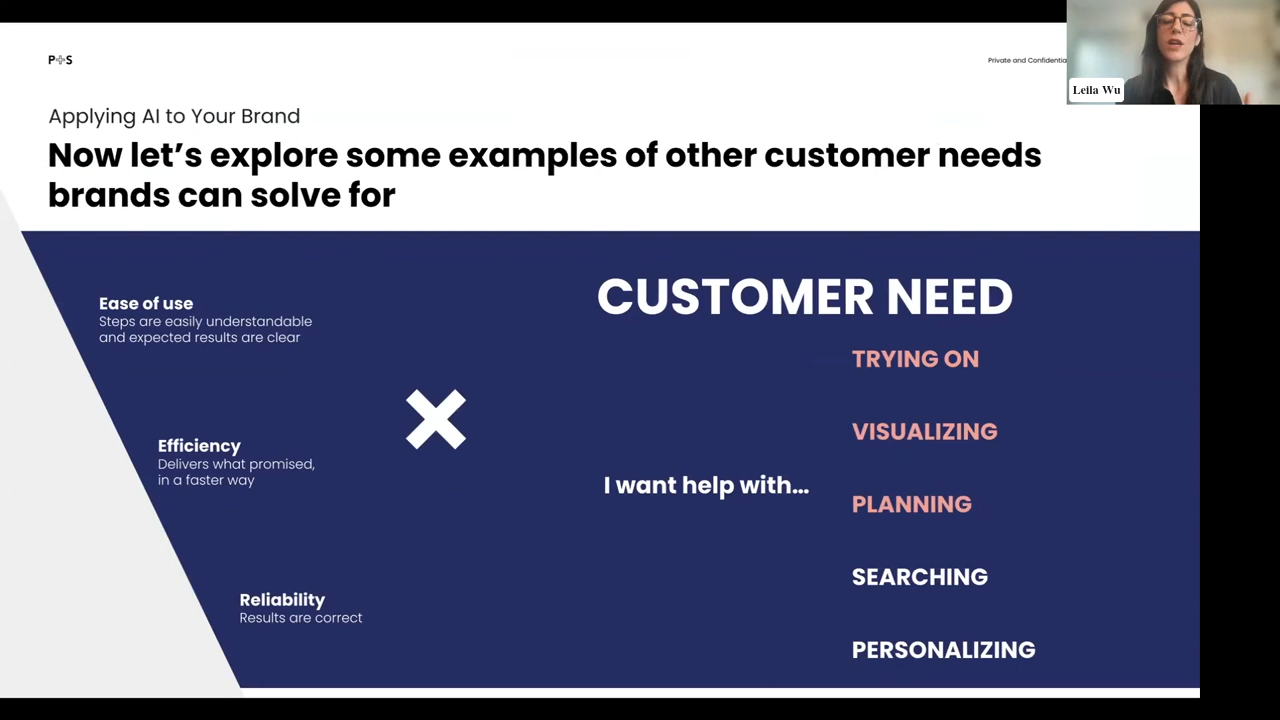 P+S
Private and Confidentia
Leila Wu
Applying AI to Your Brand
Now let’s explore some examples of other customer needs
brands can solve for
Ease of use
Steps are easily understandable
and expected results are clear
Efficiency
Delivers what promised,
in a faster way
Reliability
Results are correct
CUSTOMER NEED
I want help with...
TRYING ON
VISUALIZING
PLANNING
SEARCHING
PERSONALIZING